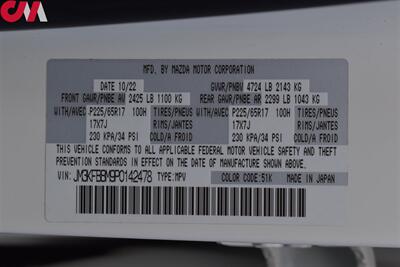 CM
MFD. BY MAZDA MOTOR CORPORATION
DATE 10/22 GVWR/PNBV 4724 LB 2143 KG
FRONT GAWR/PNBE AV 2425 LB 1100 KG REAR GAWR/PNBE AR 2299 LB 1043 KG
WITH/AVEC P225/65R17 100H TIRES/PNEUS WITH/AVEC P225/65R17 100H TIRES/PNEUS
17X7J RIMS/JANTES 17X7J RIMS/JANTES
230 KPA/34 PSI COLD/A FROID 230 KPA/34 PSI COLD/A FROID
THIS VEHICLE CONFORMS TO ALL APPLICABLE FEDERAL MOTOR VEHICLE SAFETY AND THEFT
PREVENTION STANDARDS IN EFFECT ON THE DATE OF MANUFACTURE SHOWN ABOVE.
VIN: JM3KFBBM9P0142478 TYPE:MPV COLOR CODE:51K MADE IN JAPAN